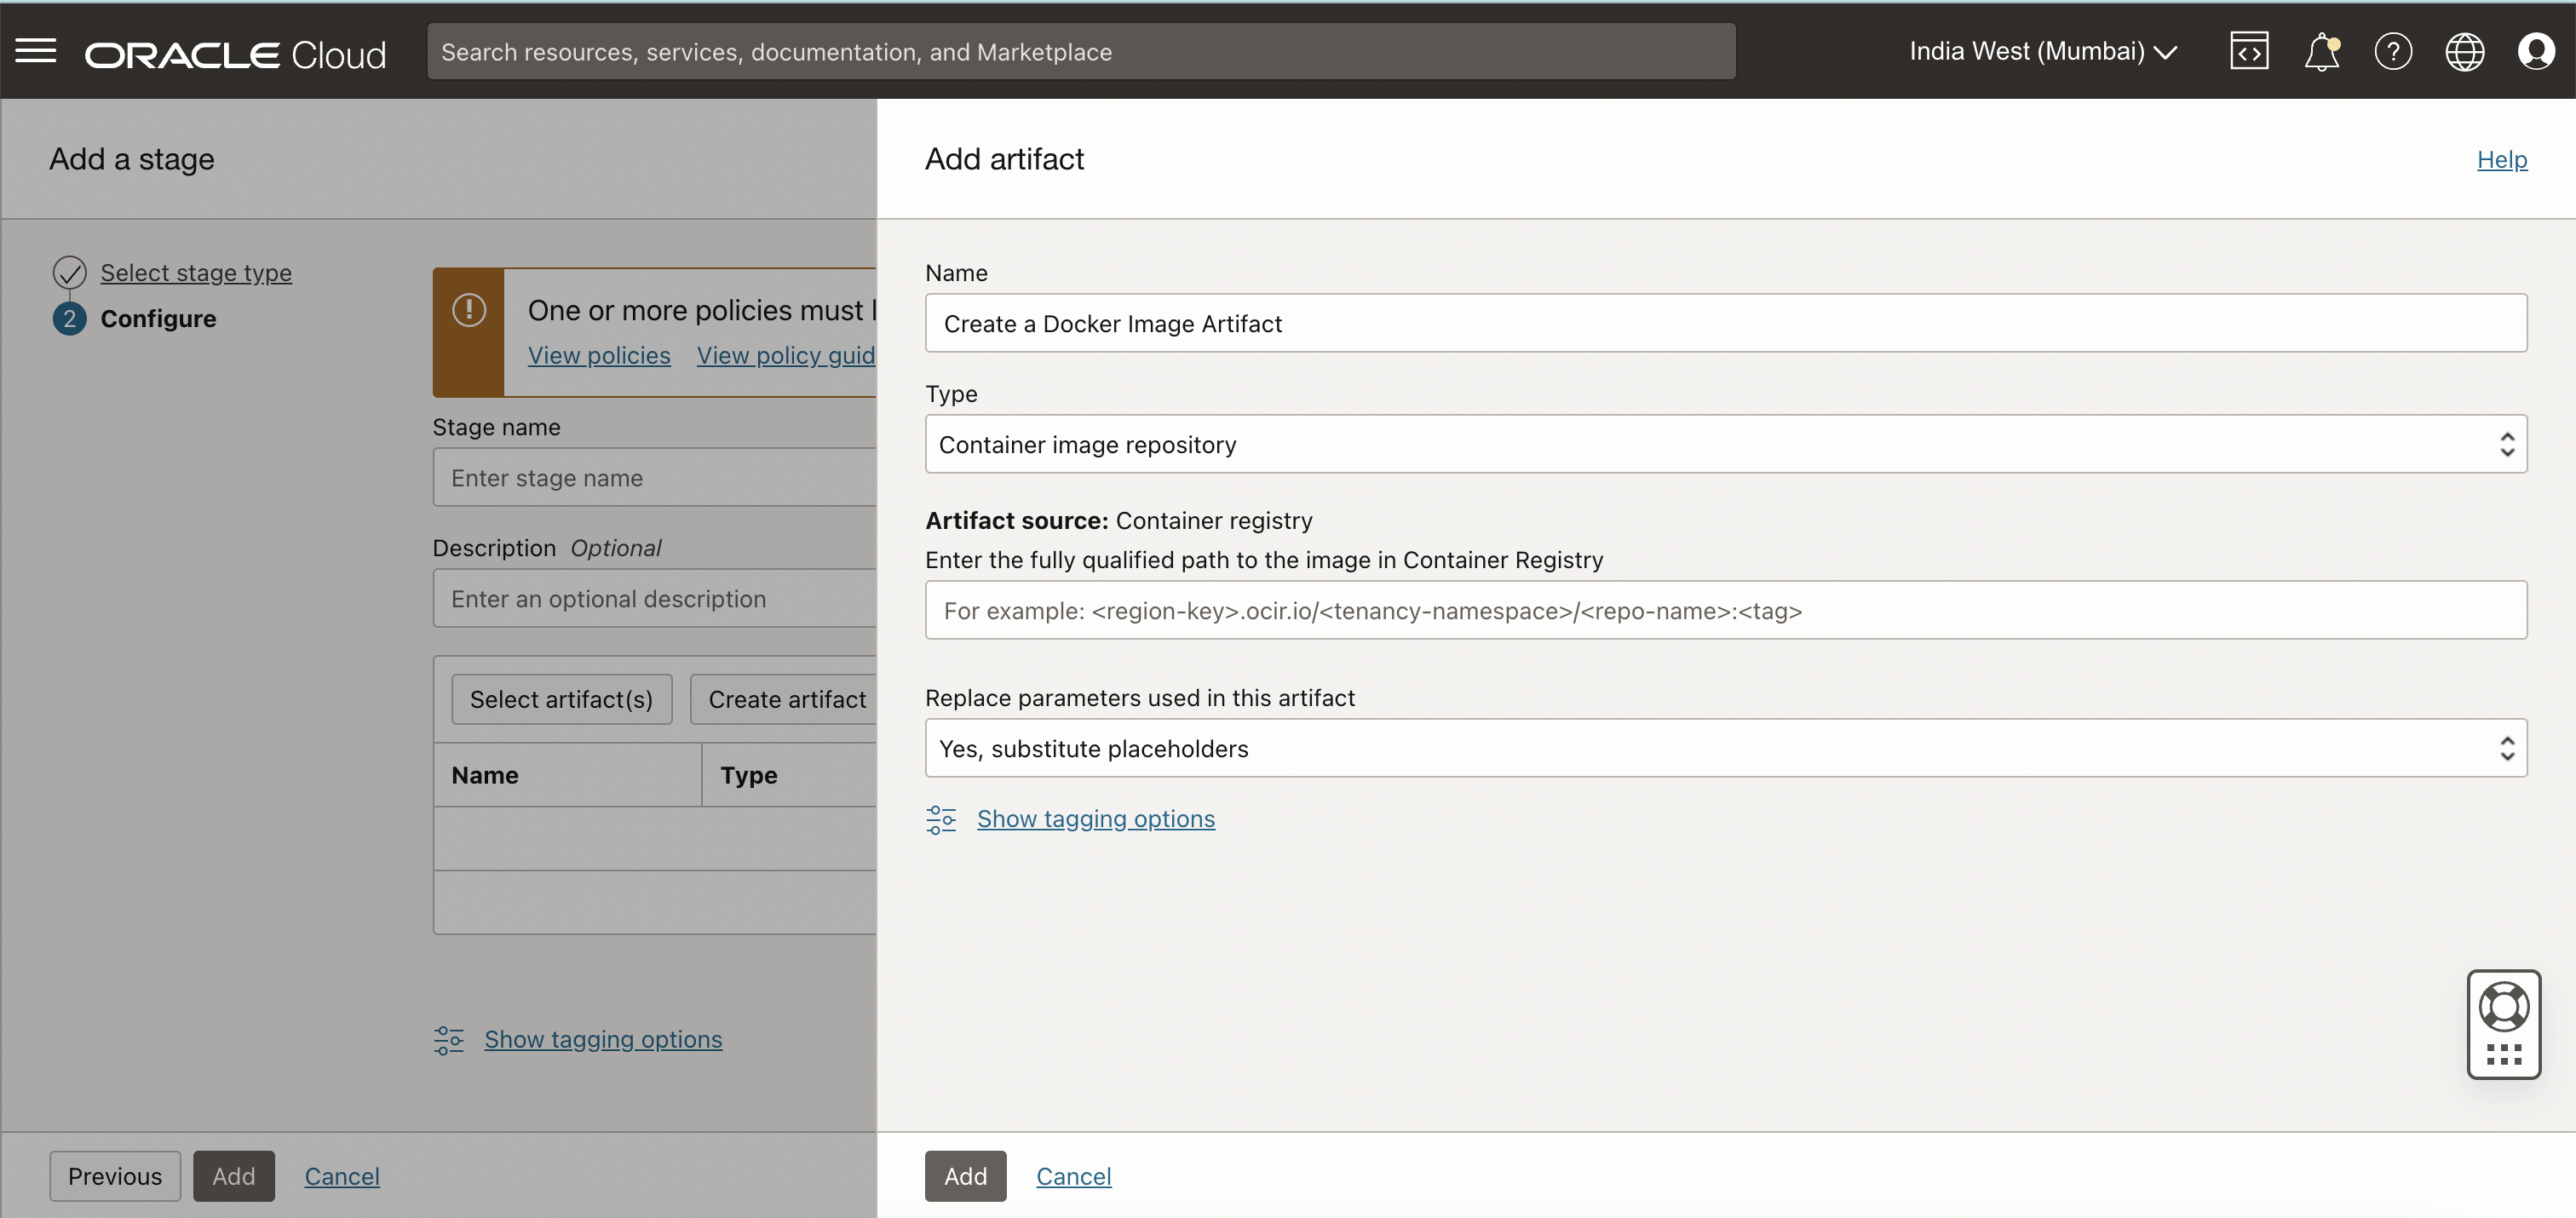 ORACLE Cloud
Search resources, services, documentation, and Marketplace
India West (Mumbai)
Add a stage
Select stage type
2 Configure
One or more policies must
View policies View policy guid
Stage name
Enter stage name
Description Optional
Enter an optional description
Select artifact(s) Create artifact
Name Type
Show tagging options
Previous Add Cancel
Add artifact
Help
Name
Create a Docker Image Artifact
Type
Container image repository
Artifact source: Container registry
Enter the fully qualified path to the image in Container Registry
For example: <region-key>.ocir.io/<tenancy-namespace>/<repo-name>:<tag>
Replace parameters used in this artifact
Yes, substitute placeholders
Show tagging options
Add Cancel